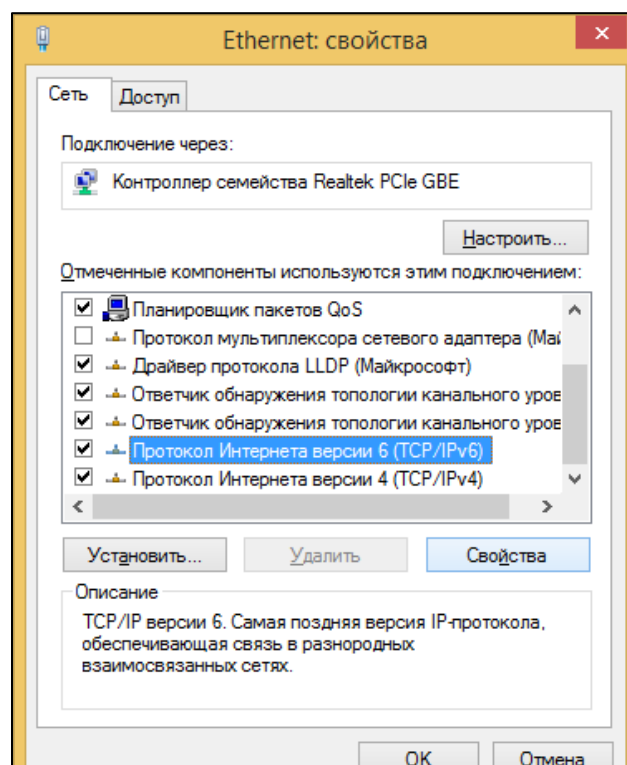 Ethernet: свойства
Сеть Доступ
Подключение через:
Контроллер семейства Realtek PCIe GBE
Настроить...
Отмеченные компоненты используются этим подключением:
Планировщик пакетов QoS
Протокол мультиплексора сетевого адаптера (Май
Драйвер протокола LLDP (Майкрософт)
Ответчик обнаружения топологии канального уров
Ответчик обнаружения топологии канального уров
Протокол Интернета версии 6 (TCP/IPv6)
Протокол Интернета версии 4 (TCP/IPv4)
Установить... Удалить Свойства
Описание
TCP/IP версии 6. Самая поздняя версия IP-протокола,
обеспечивающая связь в разнородных
взаимосвязанных сетях.
OK Отмена